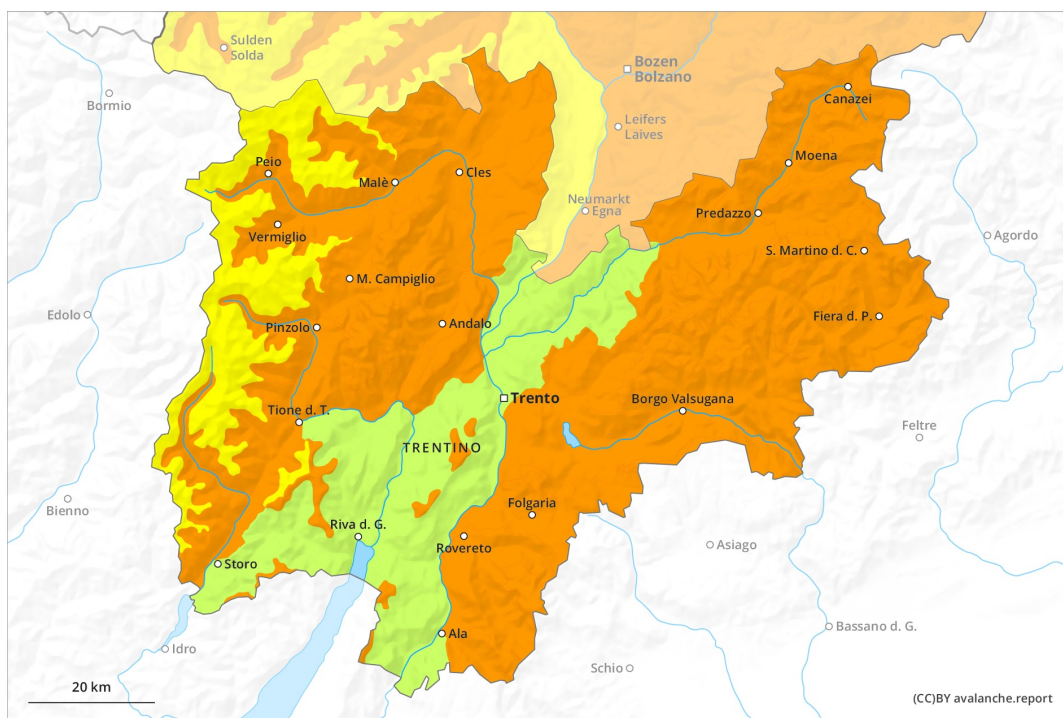 Sulden
Solda
Bozen
Bolzano
Bormio
Canazei
Leifers
Laives
Peio
Malè
Cles
Moena
Neumarkt
Egna
Predazzo
Vermiglio
S. Martino d. C.
Agordo
M. Campiglio
Edolo
Pinzolo
Andalo
Fiera d. P.
Trento
Borgo Valsugana
Tione d. T.
Feltre
TRENTINO
Bienno
Folgaria
Riva d. G.
Rovereto
Asiago
Storo
Ala
Bassano d. G.
Idro
Schio
20 km
(CC)BY avalanche.report